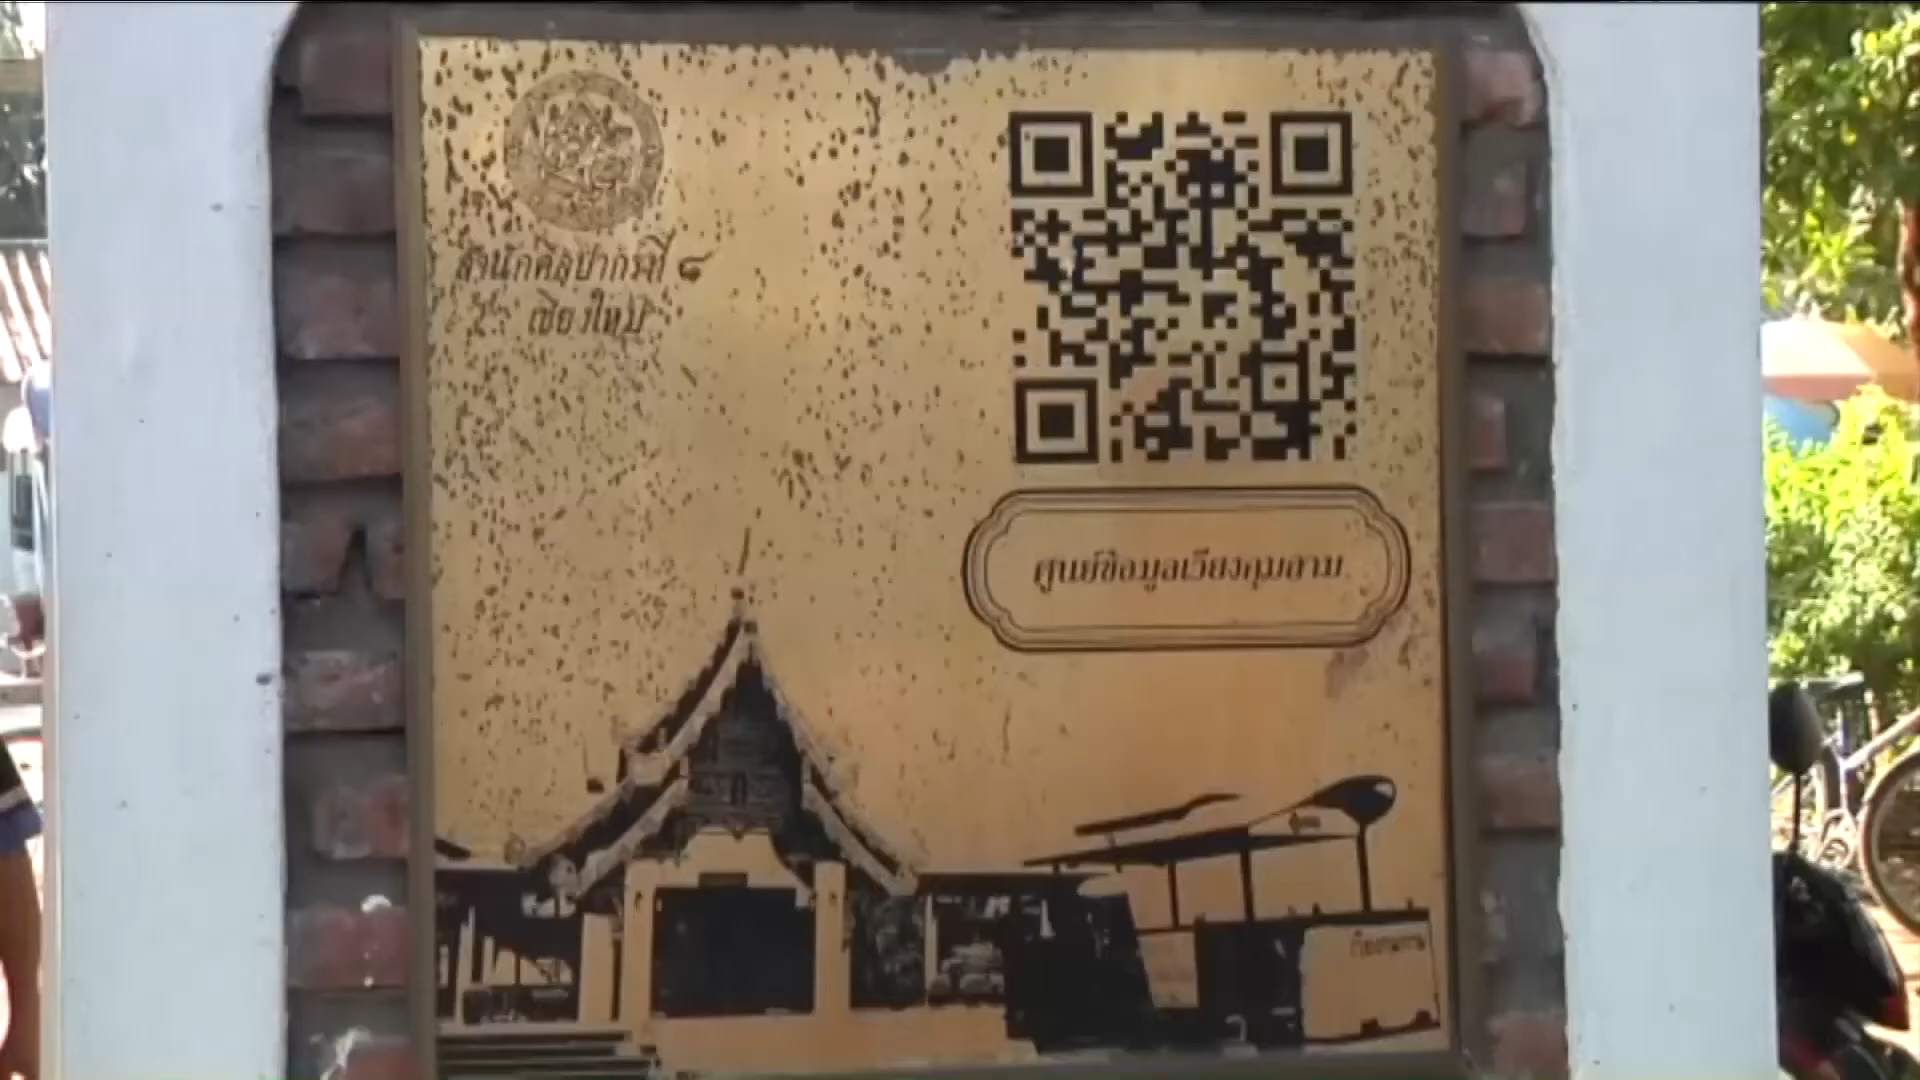 สำนักศิลปากรที่ ๘
เชียงใหม่
ศูนย์ข้อมูลเวียงกุมกาม